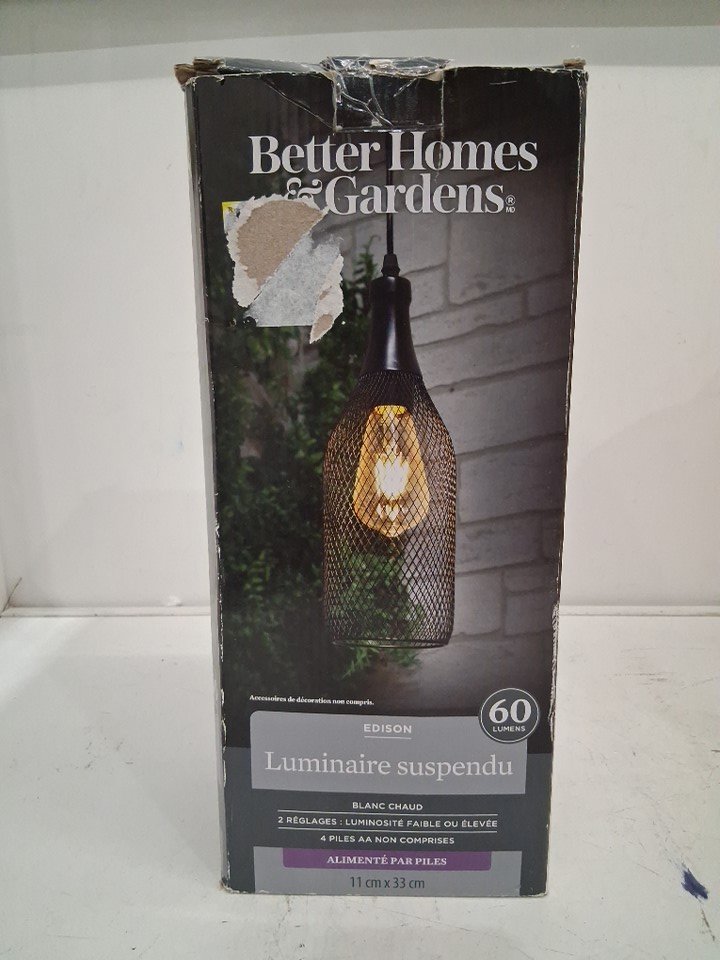 Better Homes
& Gardens®
MD
Accessoires de décoration non compris.
60
LUMENS
EDISON
Luminaire suspendu
BLANC CHAUD
2 RÉGLAGES : LUMINOSITÉ FAIBLE OU ÉLEVÉE
4 PILES AA NON COMPRISES
ALIMENTÉ PAR PILES
11 cm x 33 cm